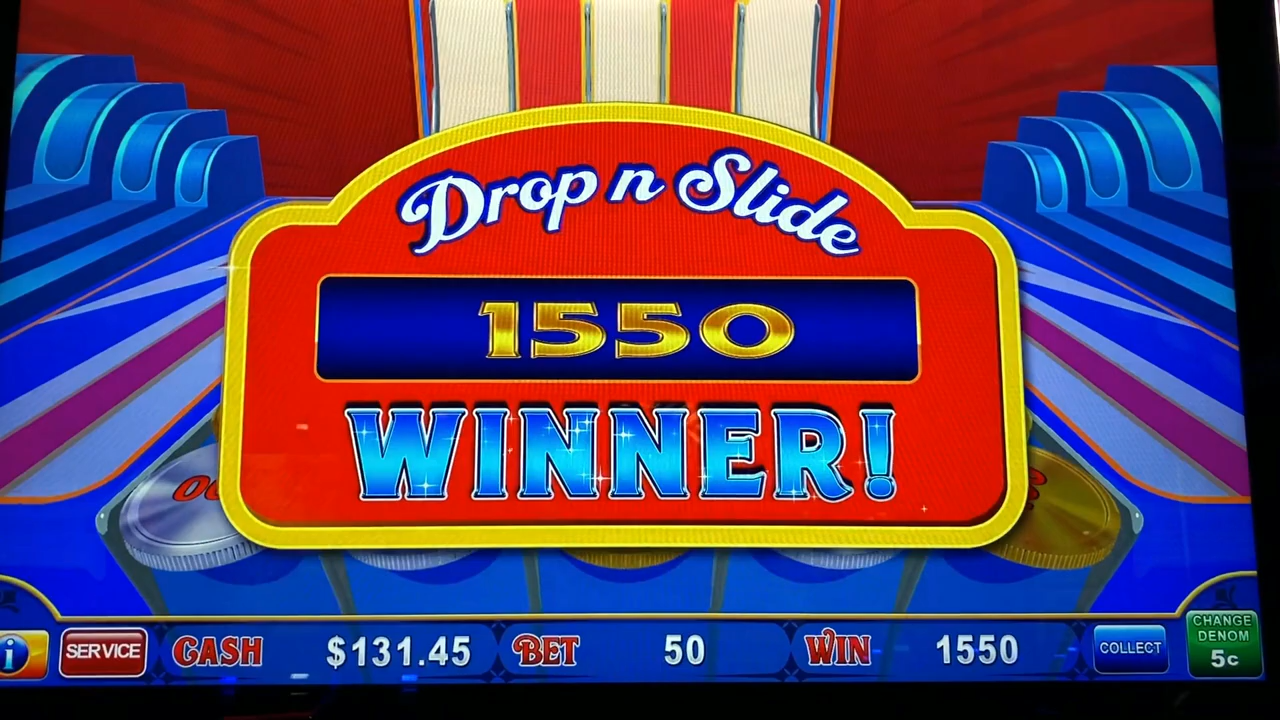 Drop n Slide
1550
WINNER!
i SERVICE CASH $131.45 BET 50 WIN 1550 COLLECT
CHANGE
DENOM
5c